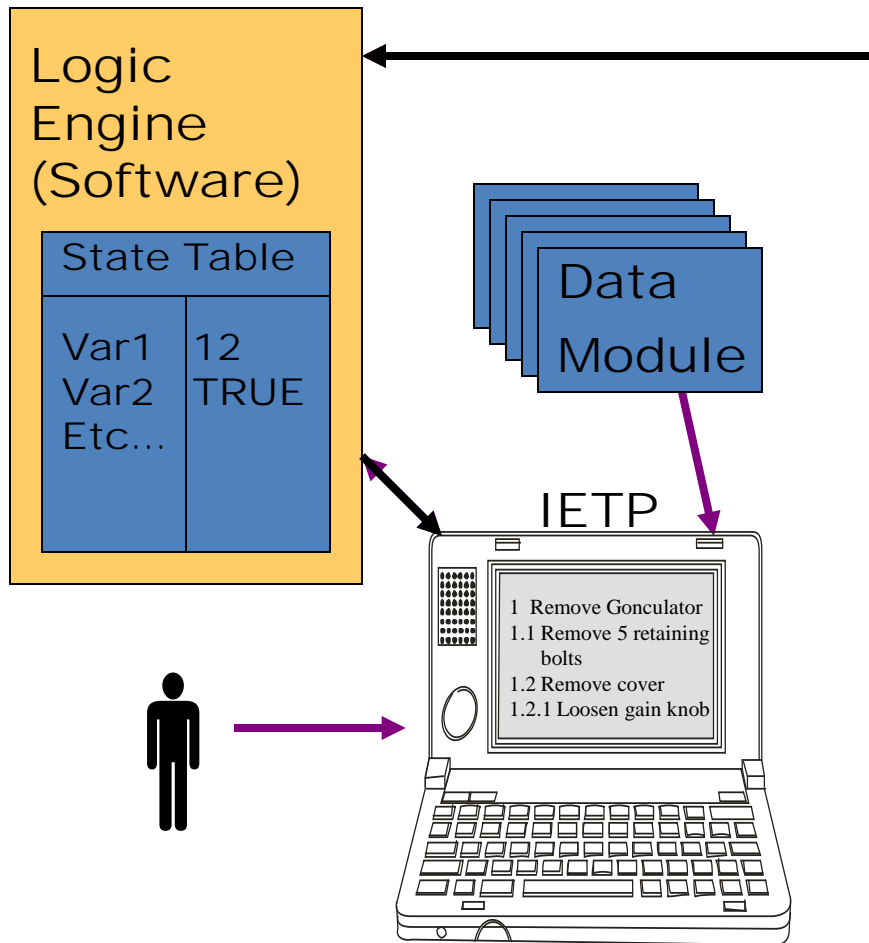 Logic
Engine
(Software)
State Table
Var1 12
Var2 TRUE
Etc...
Data
Module
IETP
1 Remove Gonculator
1.1 Remove 5 retaining
bolts
1.2 Remove cover
1.2.1 Loosen gain knob